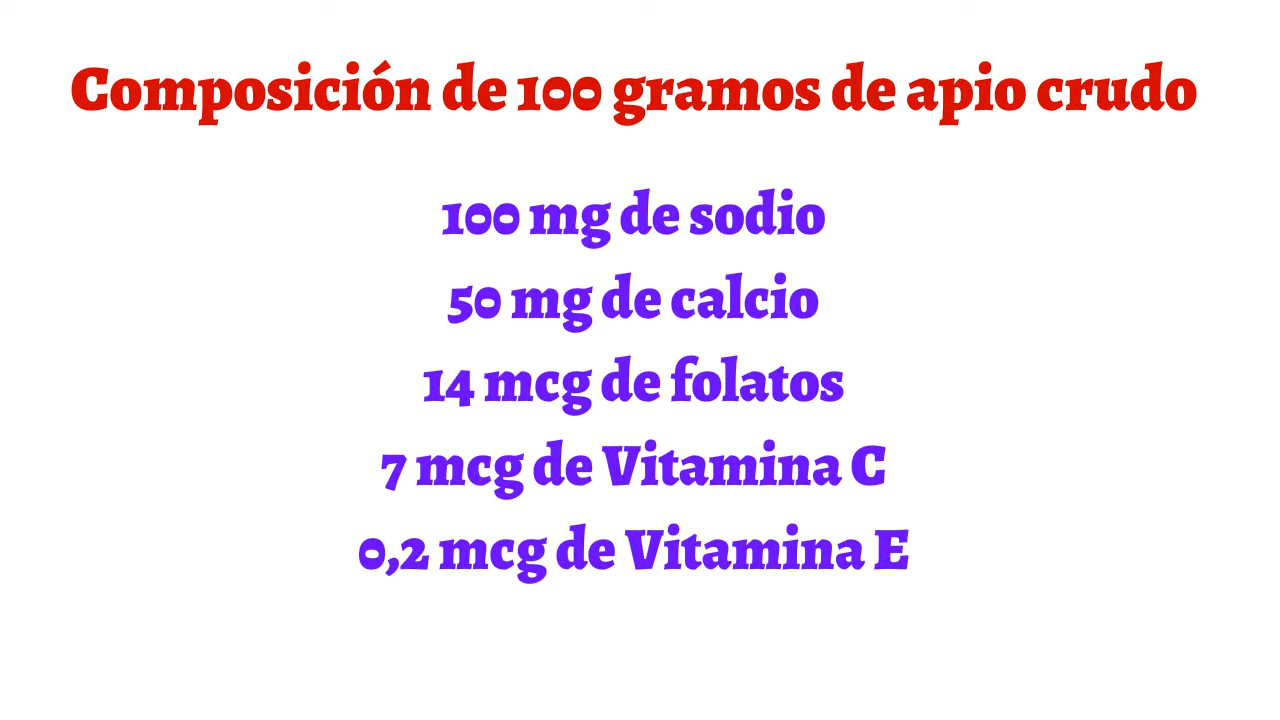 Composición de 100 gramos de apio crudo
100 mg de sodio
50 mg de calcio
14 mcg de folatos
7 mcg de Vitamina C
0,2 mcg de Vitamina E